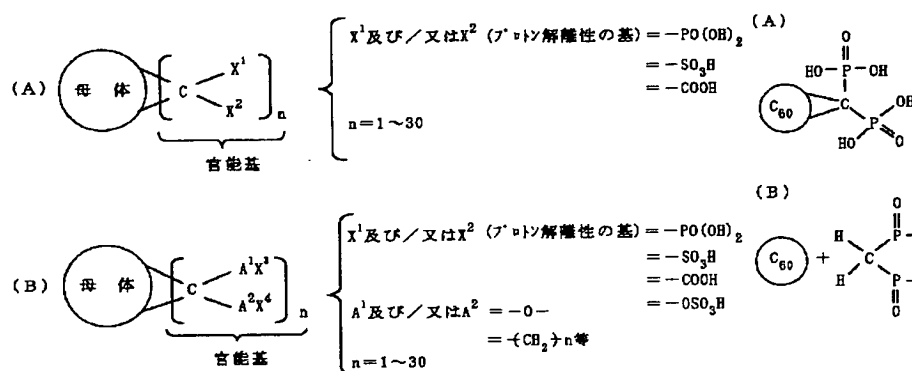 (A)
母体
C
X¹
X²
n
官能基
X¹及び/又はX² (プロトン解離性の基) =-PO(OH)₂
=-SO₃H
=-COOH
n=1~30
(B)
母体
C
A¹X³
A²X⁴
n
官能基
X¹及び/又はX² (プロトン解離性の基) =-PO(OH)₂
=-SO₃H
=-COOH
=-OSO₃H
A¹及び/又はA² =-O-
=-(CH₂)-n等
n=1~30
(A)
O
HO-P-OH
C₆₀
C
P
OH
HO
O
(B)
C₆₀ +
H
H
C
O
P
P
O